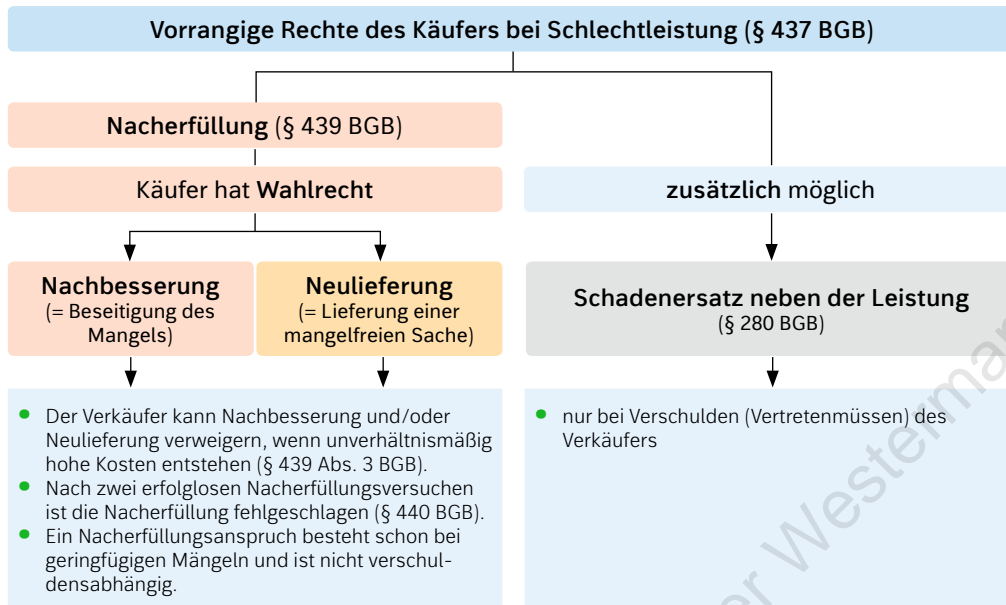 Vorrangige Rechte des Käufers bei Schlechtleistung (§ 437 BGB)
Nacherfüllung (§ 439 BGB)
Käufer hat Wahlrecht
zusätzlich möglich
Nachbesserung
(= Beseitigung des
Mangels)
Neulieferung
(= Lieferung einer
mangelfreien Sache)
Schadenersatz neben der Leistung
(§ 280 BGB)
• Der Verkäufer kann Nachbesserung und/oder
Neulieferung verweigern, wenn unverhältnismäßig
hohe Kosten entstehen (§ 439 Abs. 3 BGB).
• Nach zwei erfolglosen Nacherfüllungsversuchen
ist die Nacherfüllung fehlgeschlagen (§ 440 BGB).
• Ein Nacherfüllungsanspruch besteht schon bei
geringfügigen Mängeln und ist nicht verschul-
densabhängig.
• nur bei Verschulden (Vertretenmüssen) des
Verkäufers